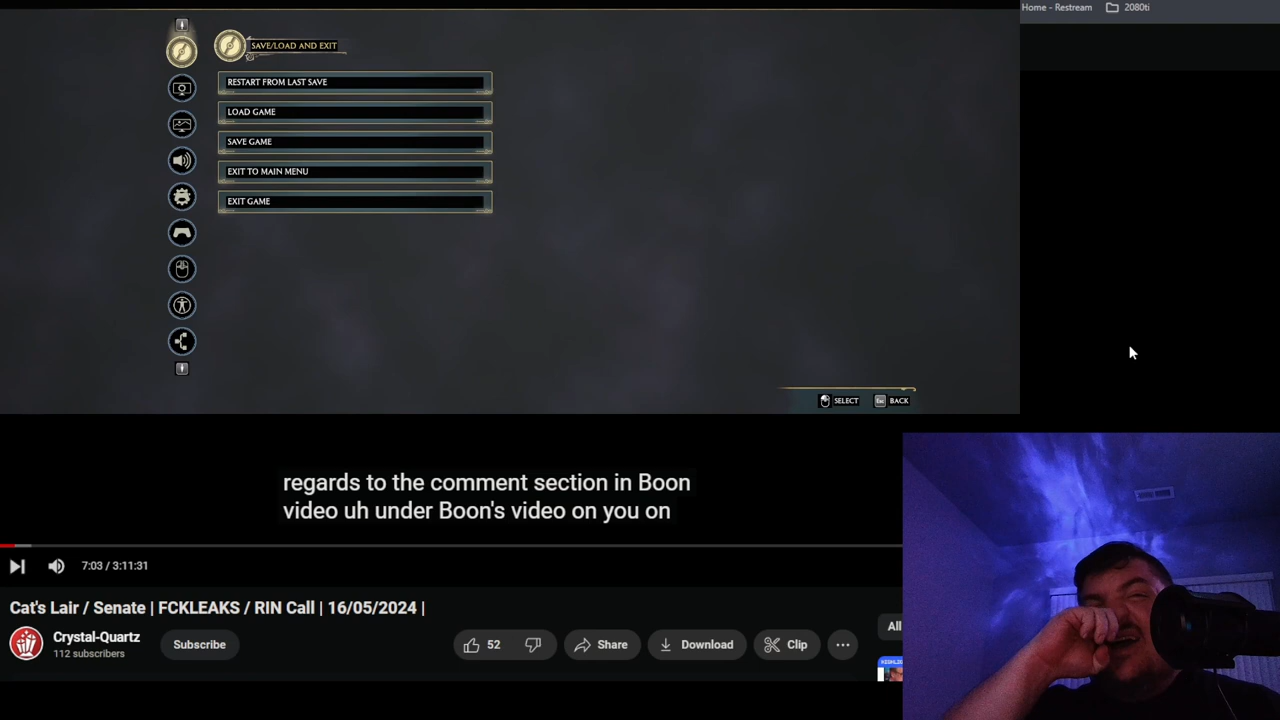 Home - Restream
2080ti
SAVE/LOAD AND EXIT
RESTART FROM LAST SAVE
LOAD GAME
SAVE GAME
EXIT TO MAIN MENU
EXIT GAME
SELECT
Esc BACK
regards to the comment section in Boon
video uh under Boon's video on you on
7:03 / 3:11:31
Cat's Lair / Senate | FCKLEAKS / RIN Call | 16/05/2024 |
Crystal-Quartz
112 subscribers
Subscribe
52
Share
Download
Clip
All